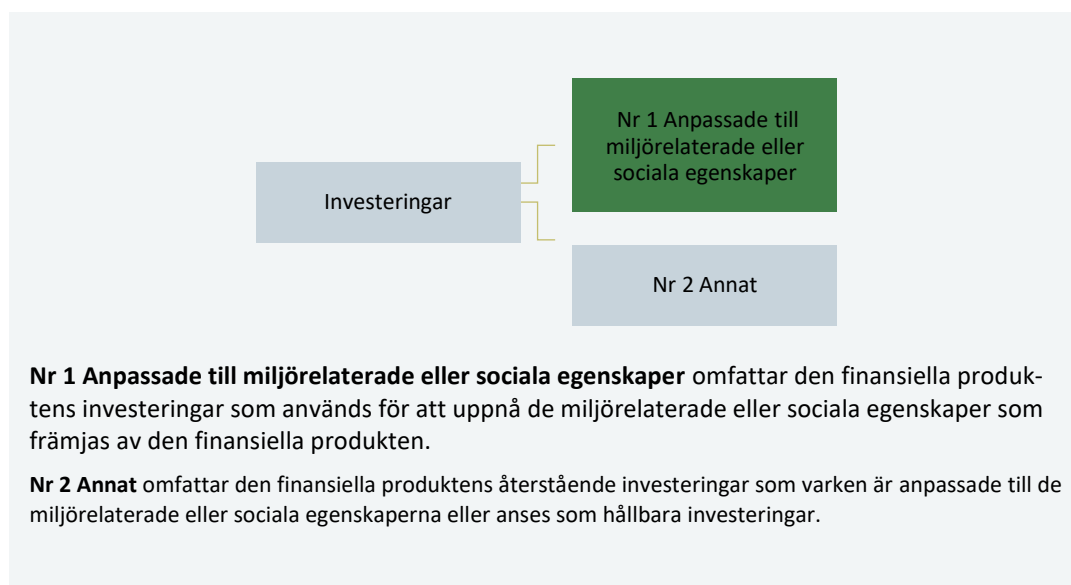 Nr 1 Anpassade till
miljörelaterade eller
sociala egenskaper
Investeringar
Nr 2 Annat
Nr 1 Anpassade till miljörelaterade eller sociala egenskaper omfattar den finansiella produk-
tens investeringar som används för att uppnå de miljörelaterade eller sociala egenskaper som
främjas av den finansiella produkten.
Nr 2 Annat omfattar den finansiella produktens återstående investeringar som varken är anpassade till de
miljörelaterade eller sociala egenskaperna eller anses som hållbara investeringar.